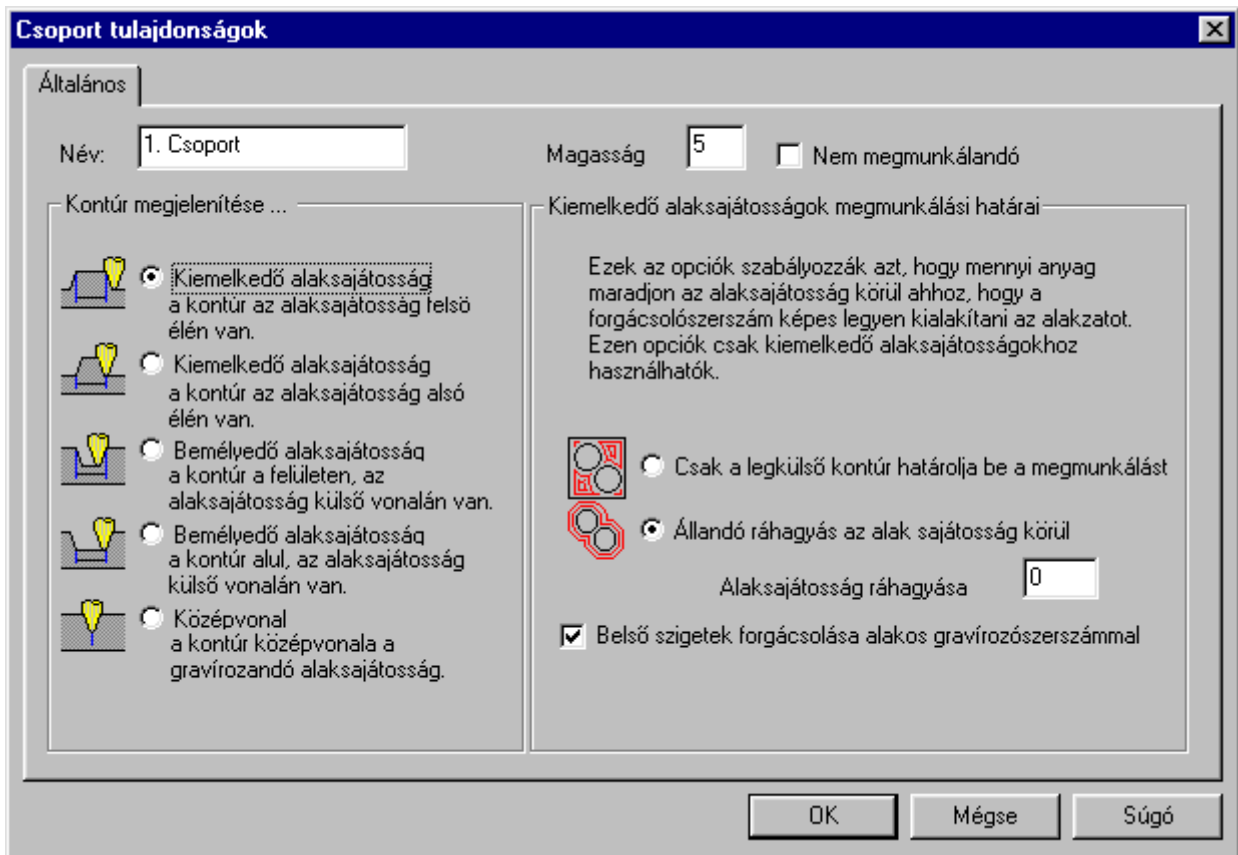 Csoport tulajdonságok
Általános
Név:
1. Csoport
Magasság
5
Nem megmunkálandó
Kontúr megjelenítése ...
Kiemelkedő alaksajátosság
a kontúr az alaksajátosság felsö
élén van.
Kiemelkedő alaksajátosság
a kontúr az alaksajátosság alsó
élén van.
Bemélyedő alaksajátosság
a kontúr a felületen, az
alaksajátosság külső vonalán van.
Bemélyedő alaksajátosság
a kontúr alul, az alaksajátosság
külső vonalán van.
Középvonal
a kontúr középvonala a
gravírozandó alaksajátosság.
Kiemelkedő alaksajátosságok megmunkálási határai
Ezek az opciók szabályozzák azt, hogy mennyi anyag
maradjon az alaksajátosság körül ahhoz, hogy a
forgácsolószerszám képes legyen kialakítani az alakzatot.
Ezen opciók csak kiemelkedő alaksajátosságokhoz
használhatók.
Csak a legkülső kontúr határolja be a megmunkálást
Állandó ráhagyás az alak sajátosság körül
Alaksajátosság ráhagyása
0
Belső szigetek forgácsolása alakos gravírozószerszámmal
OK
Mégse
Súgó